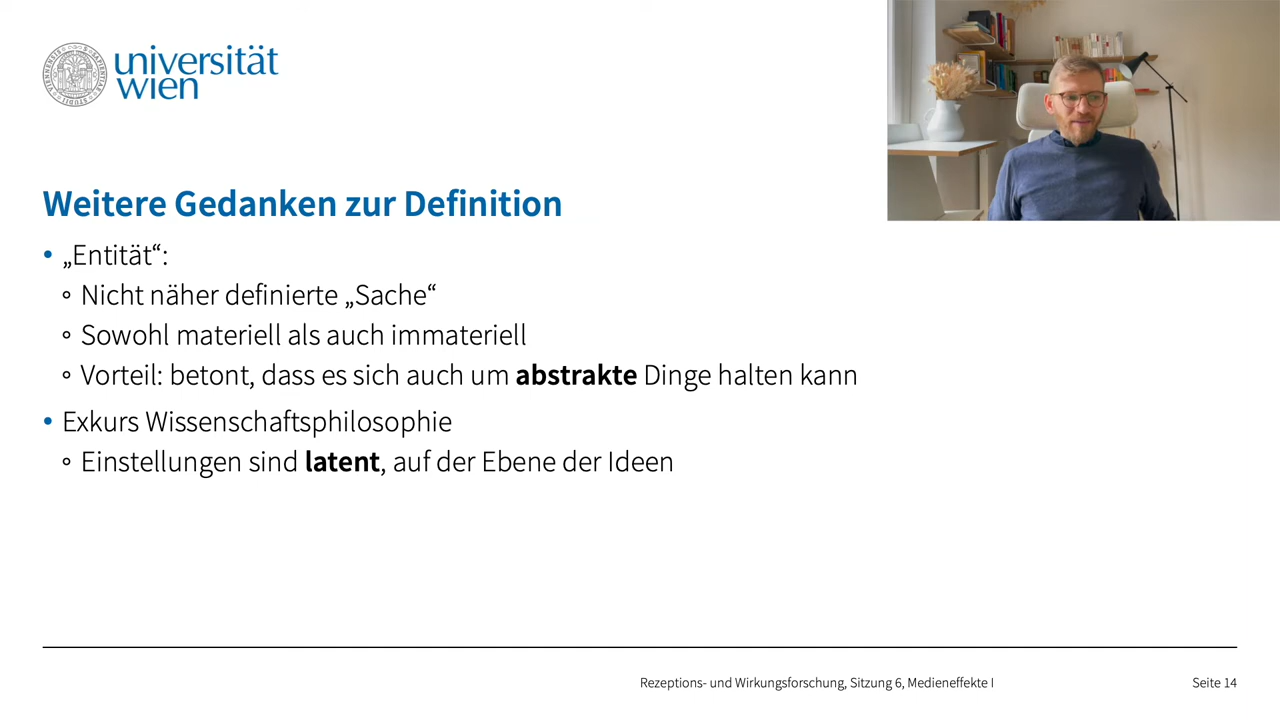 universität
wien
Weitere Gedanken zur Definition
• „Entität“:
∘ Nicht näher definierte „Sache“
∘ Sowohl materiell als auch immateriell
∘ Vorteil: betont, dass es sich auch um abstrakte Dinge halten kann
• Exkurs Wissenschaftsphilosophie
∘ Einstellungen sind latent, auf der Ebene der Ideen
Rezeptions- und Wirkungsforschung, Sitzung 6, Medieneffekte I
Seite 14